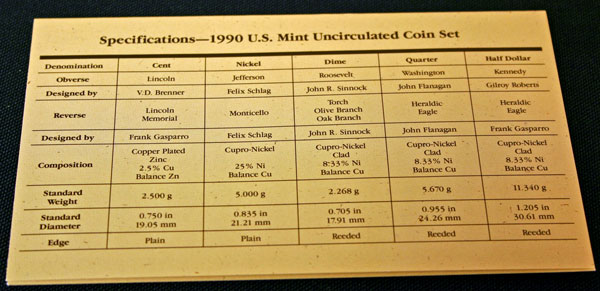 Specifications—1990 U.S. Mint Uncirculated Coin Set
Denomination Cent Nickel Dime Quarter Half Dollar
Obverse Lincoln Jefferson Roosevelt Washington Kennedy
Designed by V.D. Brenner Felix Schlag John R. Sinnock John Flanagan Gilroy Roberts
Reverse Lincoln Memorial Monticello Torch Olive Branch Oak Branch Heraldic Eagle Heraldic Eagle
Designed by Frank Gasparro Felix Schlag John R. Sinnock John Flanagan Frank Gasparro
Composition Copper Plated Zinc 2.5% Cu Balance Zn Cupro-Nickel 25% Ni Balance Cu Cupro-Nickel Clad 8.33% Ni Balance Cu Cupro-Nickel Clad 8.33% Ni Balance Cu Cupro-Nickel Clad 8.33% Ni Balance Cu
Standard Weight 2.500 g 5.000 g 2.268 g 5.670 g 11.340 g
Standard Diameter 0.750 in 19.05 mm 0.835 in 21.21 mm 0.705 in 17.91 mm 0.955 in 24.26 mm 1.205 in 30.61 mm
Edge Plain Plain Reeded Reeded Reeded